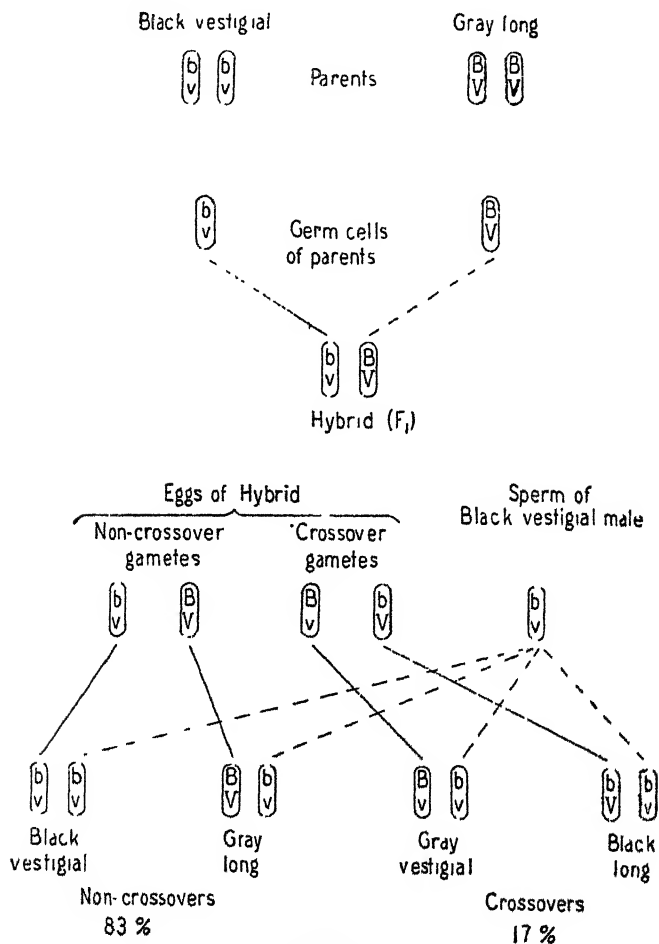 Black vestigial
Gray long
b b
v v
Parents
B B
V V
b
v
Germ cells
of parents
B
V
b B
v V
Hybrid (F₁)
Eggs of Hybrid
Sperm of
Black vestigial male
Non-crossover
gametes
Crossover
gametes
b B B b b
v V v V v
b b B b B b b b
v v V v v v V v
Black
vestigial
Gray
long
Gray
vestigial
Black
long
Non-crossovers
83 %
Crossovers
17 %